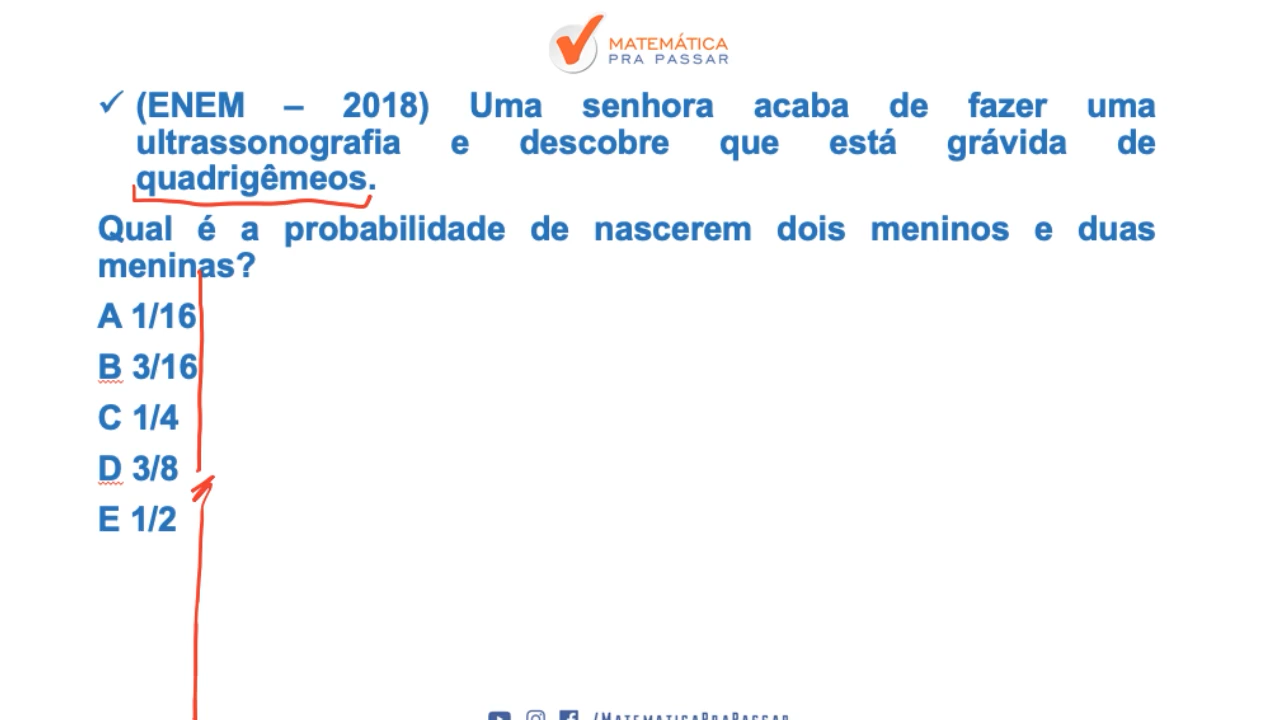 MATEMÁTICA
PRA PASSAR
(ENEM – 2018) Uma senhora acaba de fazer uma
ultrassonografia e descobre que está grávida de
quadrigêmeos.
Qual é a probabilidade de nascerem dois meninos e duas
meninas?
A 1/16
B 3/16
C 1/4
D 3/8
E 1/2
/MATEMATICAPRAPASSAR